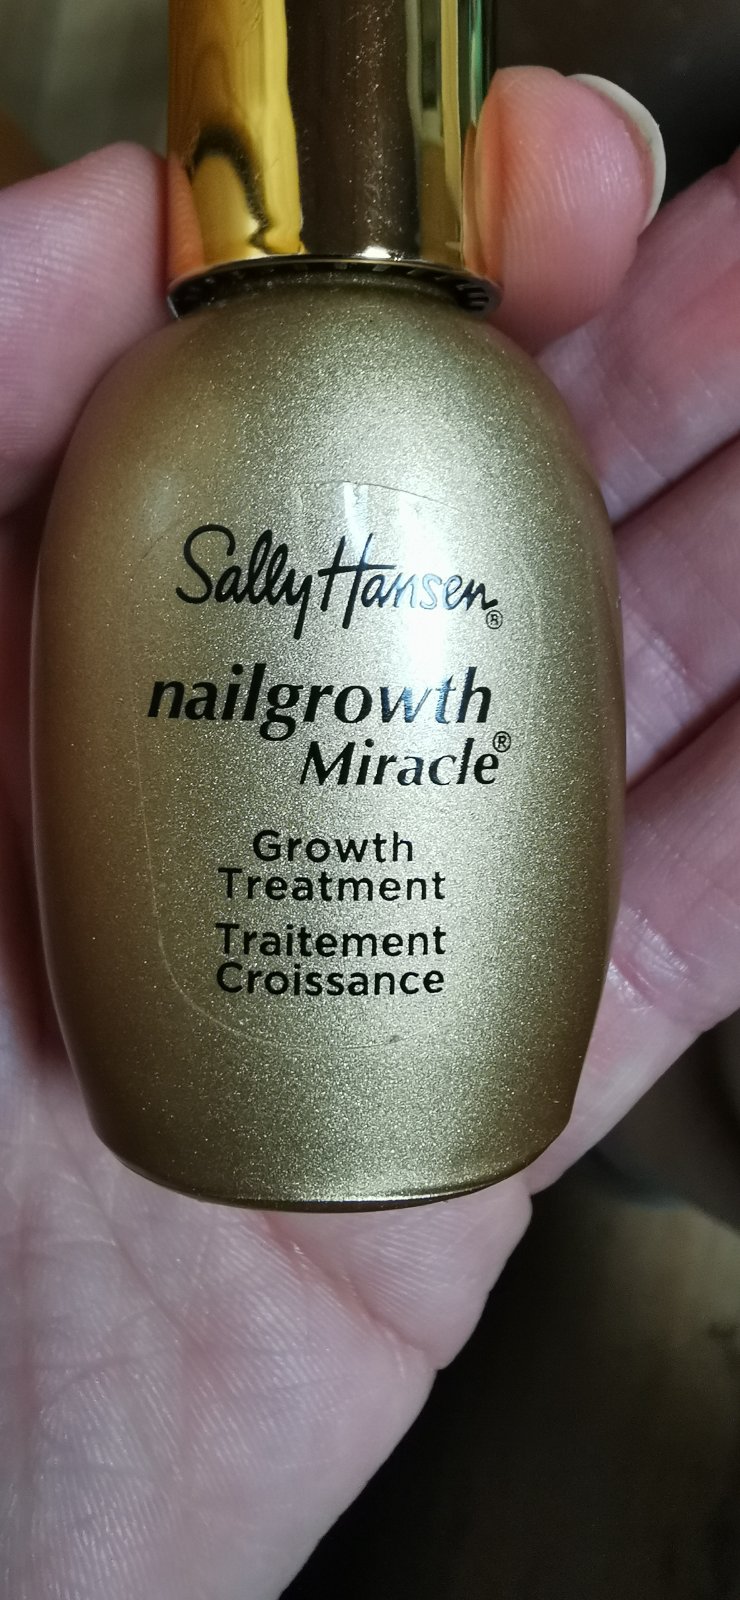 Sally Hansen®
nailgrowth
Miracle®
Growth
Treatment
Traitement
Croissance